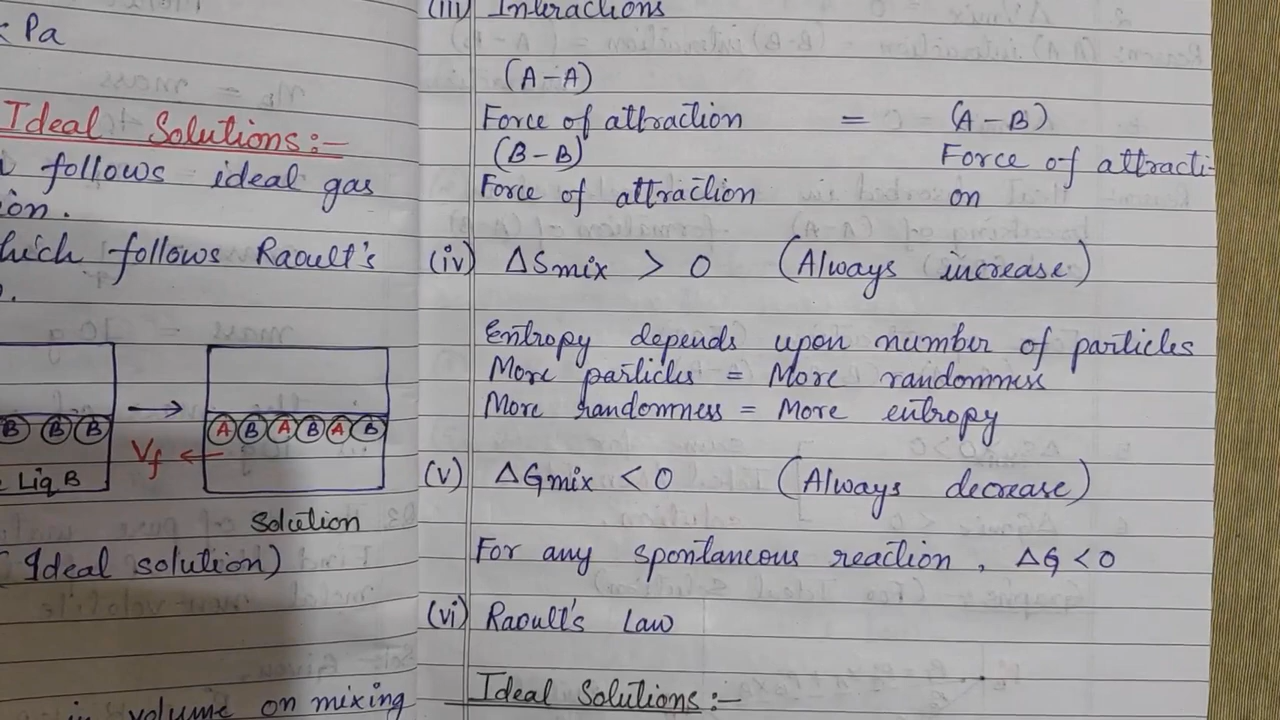 : Pa
Ideal Solutions:-
follows ideal gas
ion.
hich follows Raoult's
B B B
Liq B
Vf
A B A B A B
Solution
Ideal solution)
in volume on mixing
(iii) Interactions
(A-A)
Force of attraction = (A-B)
(B-B) Force of attracti-
Force of attraction on
(iv) ΔSmix > 0 (Always increase)
Entropy depends upon number of particles
More particles = More randomness
More randomness = More entropy
(v) ΔGmix < 0 (Always decrease)
For any spontaneous reaction, ΔG < 0
(vi) Raoult's Law
Ideal Solutions:-